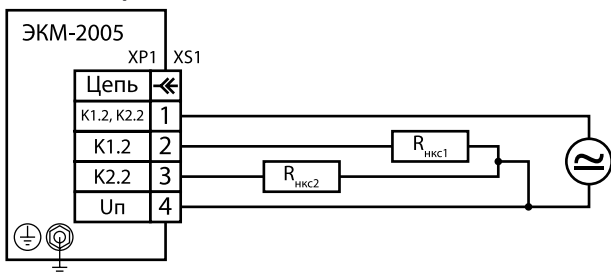 ЭКМ-2005
XP1 XS1
Цепь
K1.2, K2.2 1
K1.2 2
K2.2 3
Uп 4
Rнкс1
Rнкс2